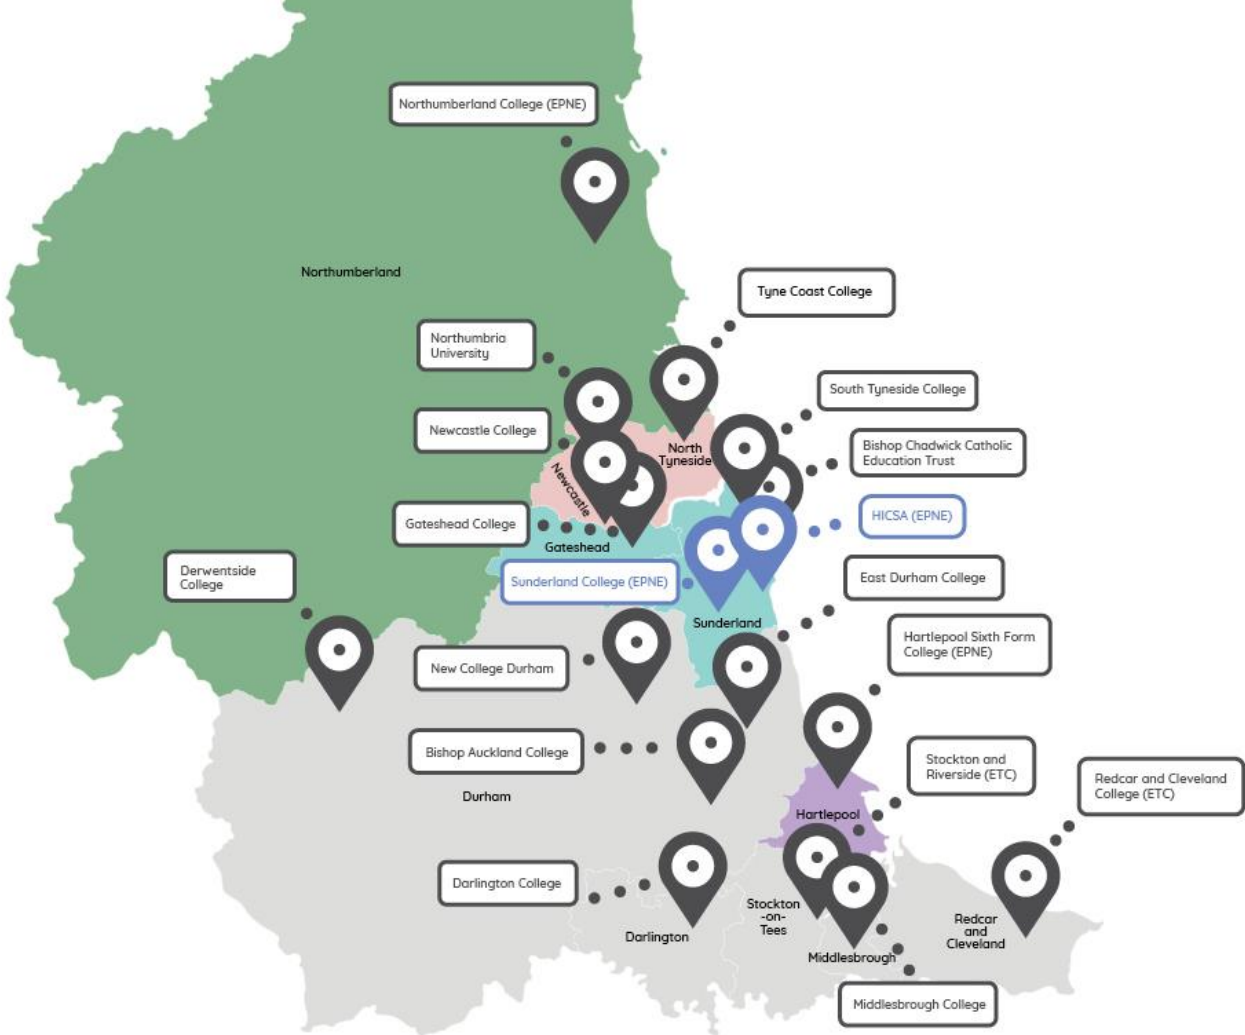 Northumberland College (EPNE)
Northumberland
Tyne Coast College
Northumbria
University
South Tyneside College
Newcastle College
Bishop Chadwick Catholic
Education Trust
North
Tyneside
Newcastle
HICSA (EPNE)
Gateshead College
Gateshead
Derwentside
College
Sunderland College (EPNE)
East Durham College
Sunderland
Hartlepool Sixth Form
College (EPNE)
New College Durham
Bishop Auckland College
Stockton and
Riverside (ETC)
Redcar and Cleveland
College (ETC)
Durham
Hartlepool
Darlington College
Stockton
-on-
Tees
Redcar
and
Cleveland
Darlington
Middlesbrough
Middlesbrough College